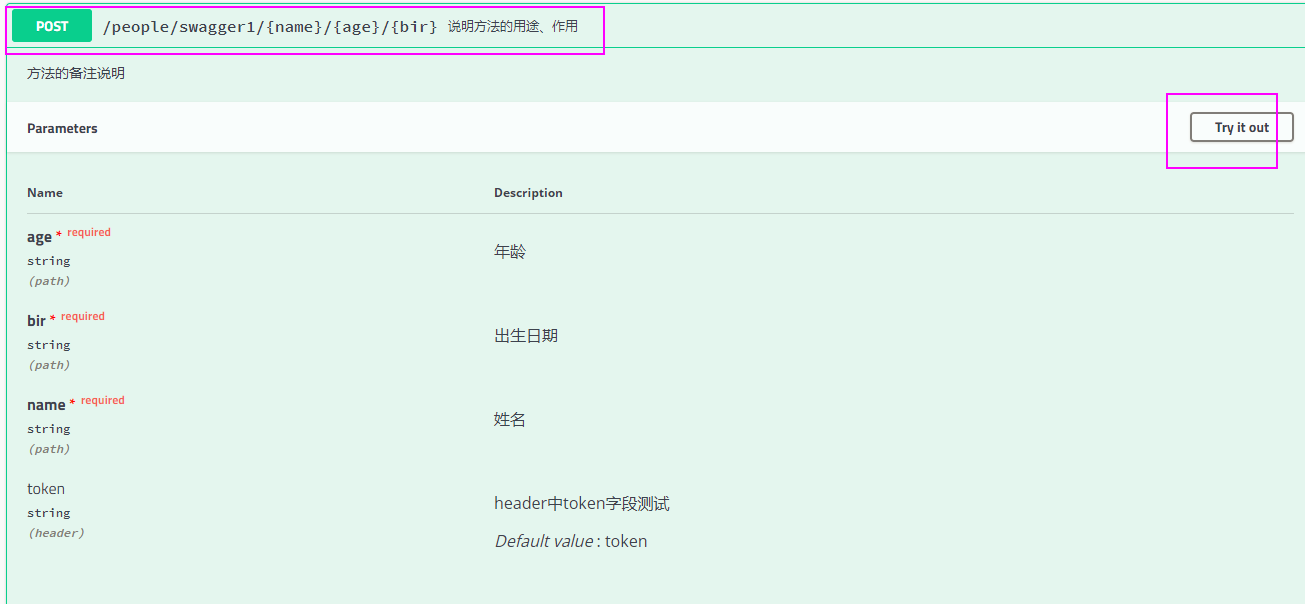 POST /people/swagger1/{name}/{age}/{bir} 说明方法的用途、作用
方法的备注说明
Parameters Try it out
Name Description
age * required
string
(path)
年龄
bir * required
string
(path)
出生日期
name * required
string
(path)
姓名
token
string
(header)
header中token字段测试
Default value : token